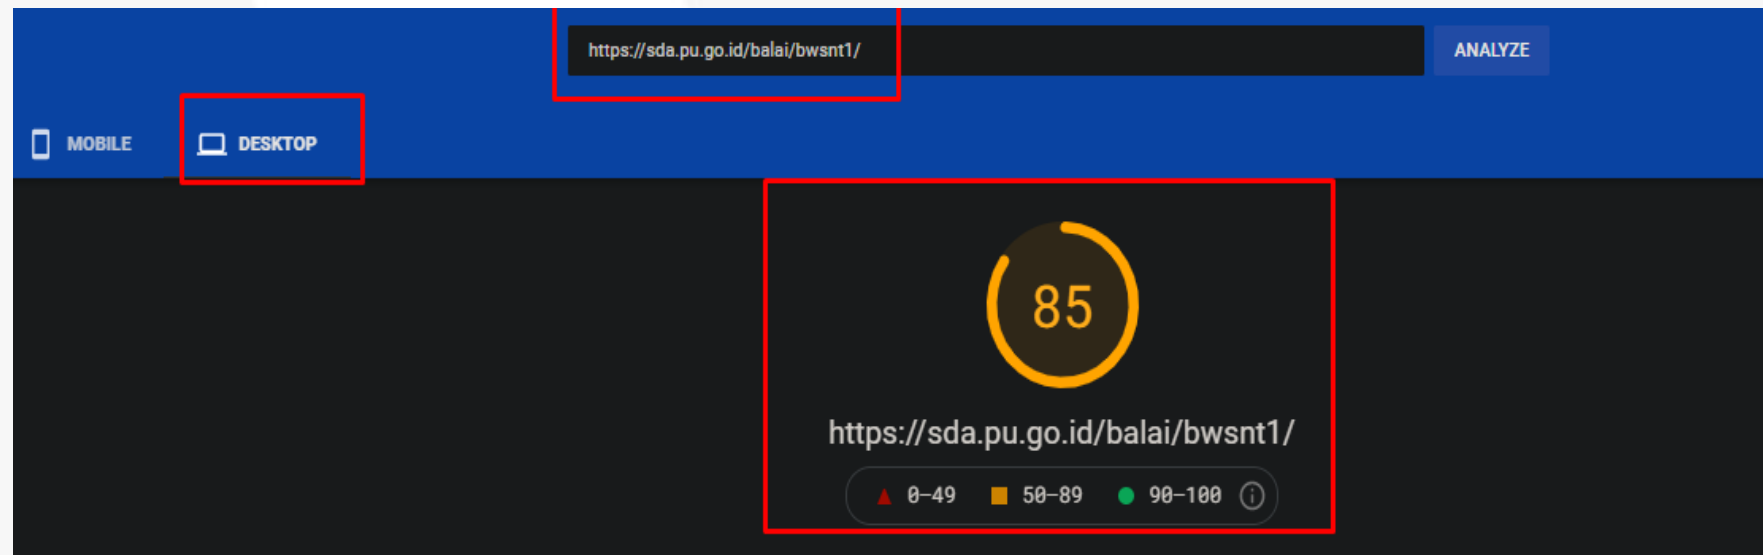 https://sda.pu.go.id/balai/bwsnt1/
ANALYZE
MOBILE
DESKTOP
85
https://sda.pu.go.id/balai/bwsnt1/
0–49 50–89 90–100